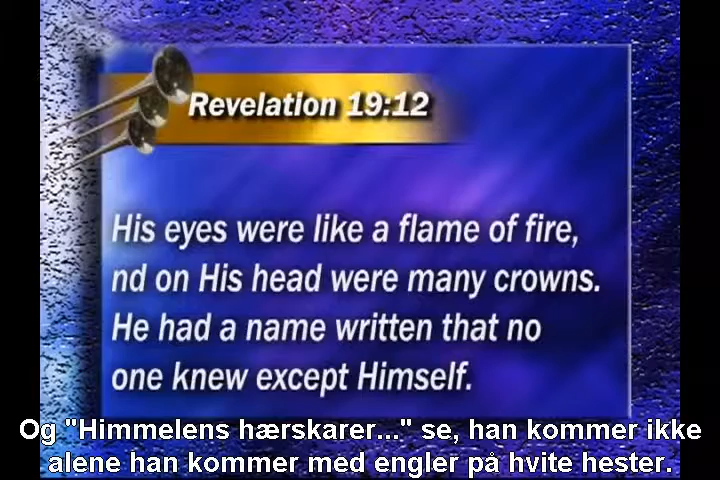 Revelation 19:12
His eyes were like a flame of fire,
nd on His head were many crowns.
He had a name written that no
one knew except Himself.
Og "Himmelens hærskarer..." se, han kommer ikke
alene han kommer med engler på hvite hester.